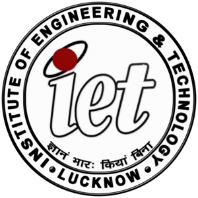 INSTITUTE OF ENGINEERING & TECHNOLOGY
iet
ज्ञानं भारः कियां बिना
LUCKNOW